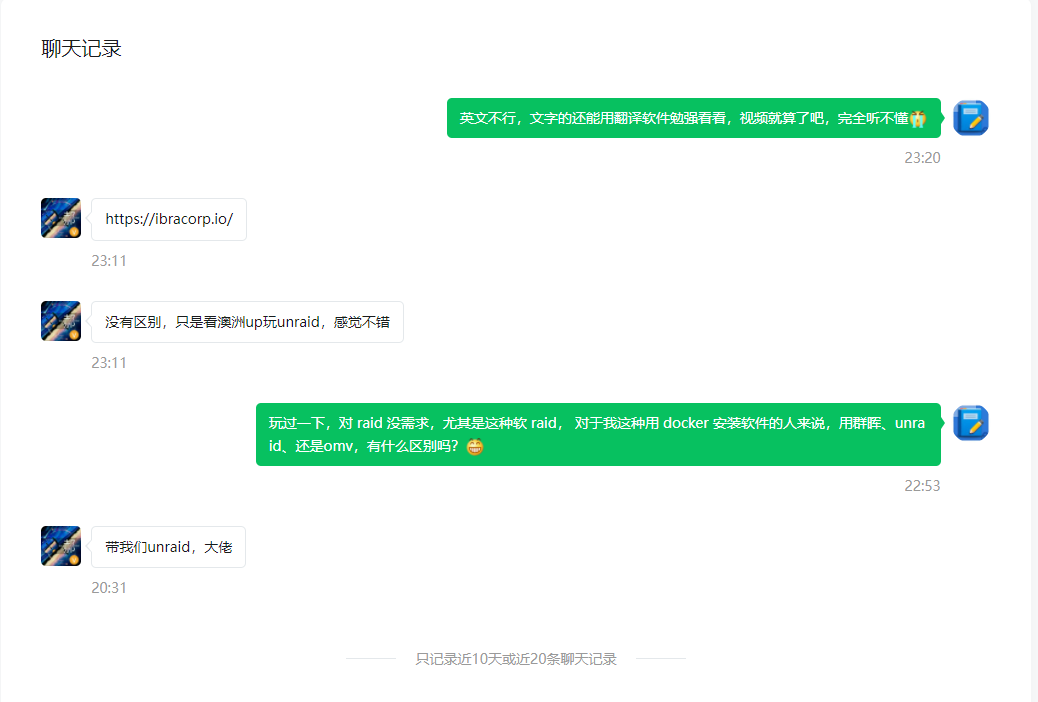 聊天记录
英文不行，文字的还能用翻译软件勉强看看，视频就算了吧，完全听不懂😭
23:20
https://ibracorp.io/
23:11
没有区别，只是看澳洲up玩unraid，感觉不错
23:11
玩过一下，对 raid 没需求，尤其是这种软 raid， 对于我这种用 docker 安装软件的人来说，用群晖、unra
id、还是omv，有什么区别吗？😁
22:53
带我们unraid，大佬
20:31
只记录近10天或近20条聊天记录